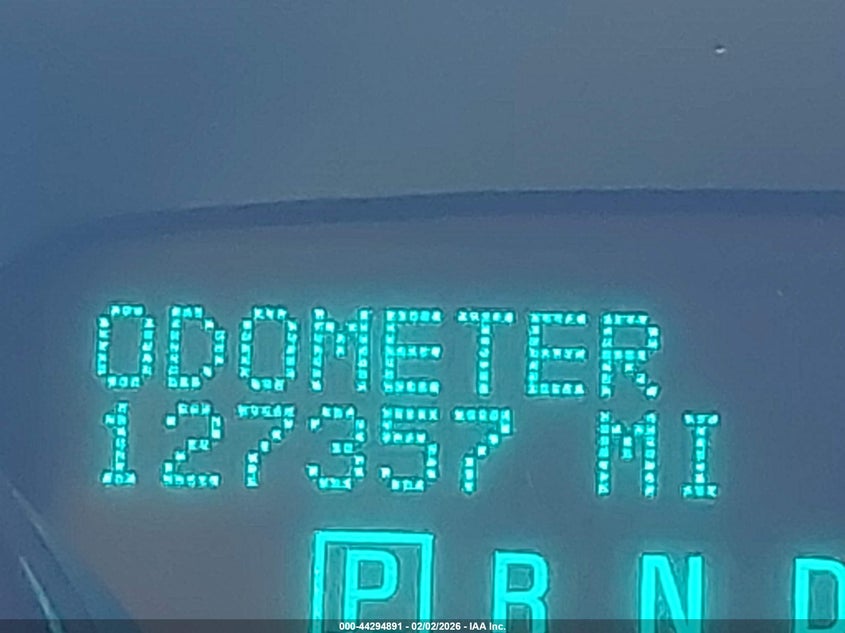 ODOMETER
127357 MI
P R N D
000-44294891 - 02/02/2026 - IAA Inc.